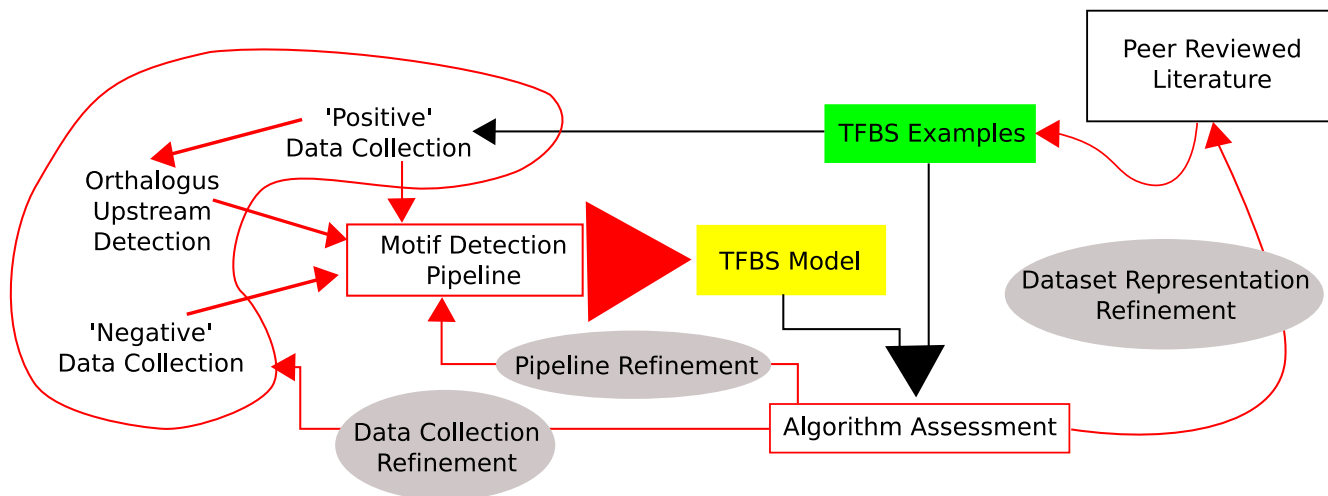 Peer Reviewed
Literature
'Positive'
Data Collection
TFBS Examples
Orthalogus
Upstream
Detection
Motif Detection
Pipeline
TFBS Model
Dataset Representation
Refinement
'Negative'
Data Collection
Pipeline Refinement
Data Collection
Refinement
Algorithm Assessment